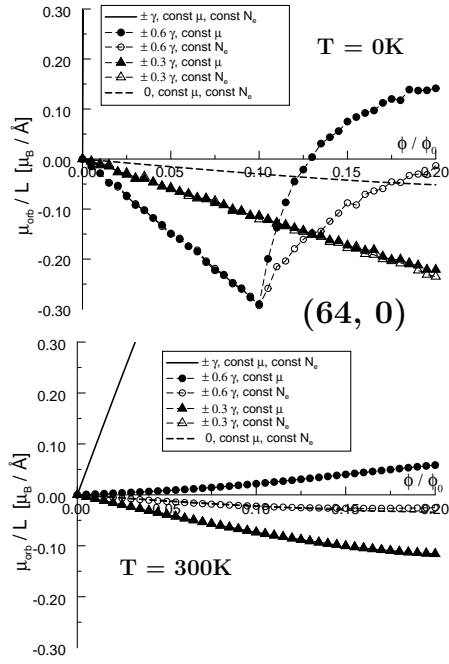 ± γ, const μ, const Nₑ
± 0.6 γ, const μ
± 0.6 γ, const Nₑ
± 0.3 γ, const μ
± 0.3 γ, const Nₑ
0, const μ, const Nₑ
T = 0K
μorb / L [μB / Å]
0.30
0.20
0.10
0.00
-0.10
-0.20
-0.30
0.00 0.05 0.10 0.15 0.20
ϕ / ϕ₀
(64, 0)
± γ, const μ, const Nₑ
± 0.6 γ, const μ
± 0.6 γ, const Nₑ
± 0.3 γ, const μ
± 0.3 γ, const Nₑ
0, const μ, const Nₑ
μorb / L [μB / Å]
0.30
0.20
0.10
0.00
-0.10
-0.20
-0.30
0.00 0.05 0.10 0.15 0.20
ϕ / ϕ₀
T = 300K